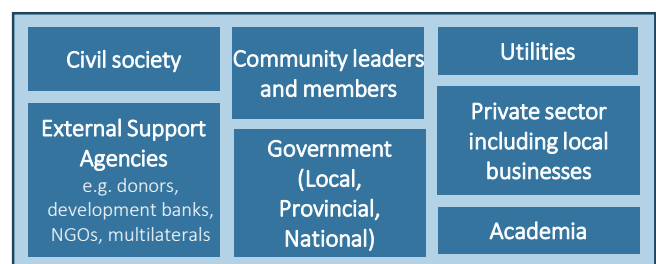 Civil society
External Support
Agencies
e.g. donors,
development banks,
NGOs, multilaterals
Community leaders
and members
Government
(Local,
Provincial,
National)
Utilities
Private sector
including local
businesses
Academia